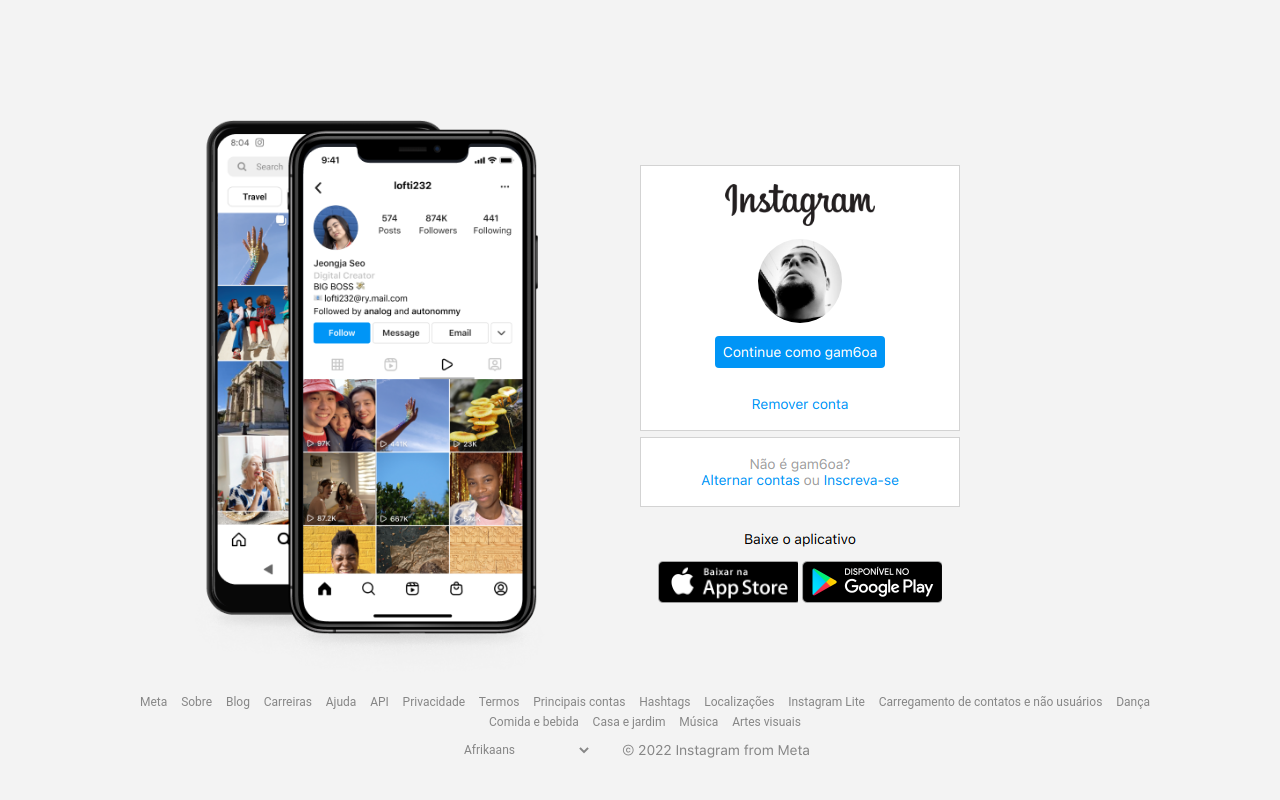 8:04
Search
Travel
9:41
lofti232
574 874K 441
Posts Followers Following
Jeongja Seo
Digital Creator
BIG BOSS
lofti232@ry.mail.com
Followed by analog and autonommy
Follow Message Email
97K 441K 23K
87.2K 667K
Instagram
Continue como gam6oa
Remover conta
Não é gam6oa?
Alternar contas ou Inscreva-se
Baixe o aplicativo
Baixar na
App Store
DISPONÍVEL NO
Google Play
Meta Sobre Blog Carreiras Ajuda API Privacidade Termos Principais contas Hashtags Localizações Instagram Lite Carregamento de contatos e não usuários Dança
Comida e bebida Casa e jardim Música Artes visuais
Afrikaans © 2022 Instagram from Meta